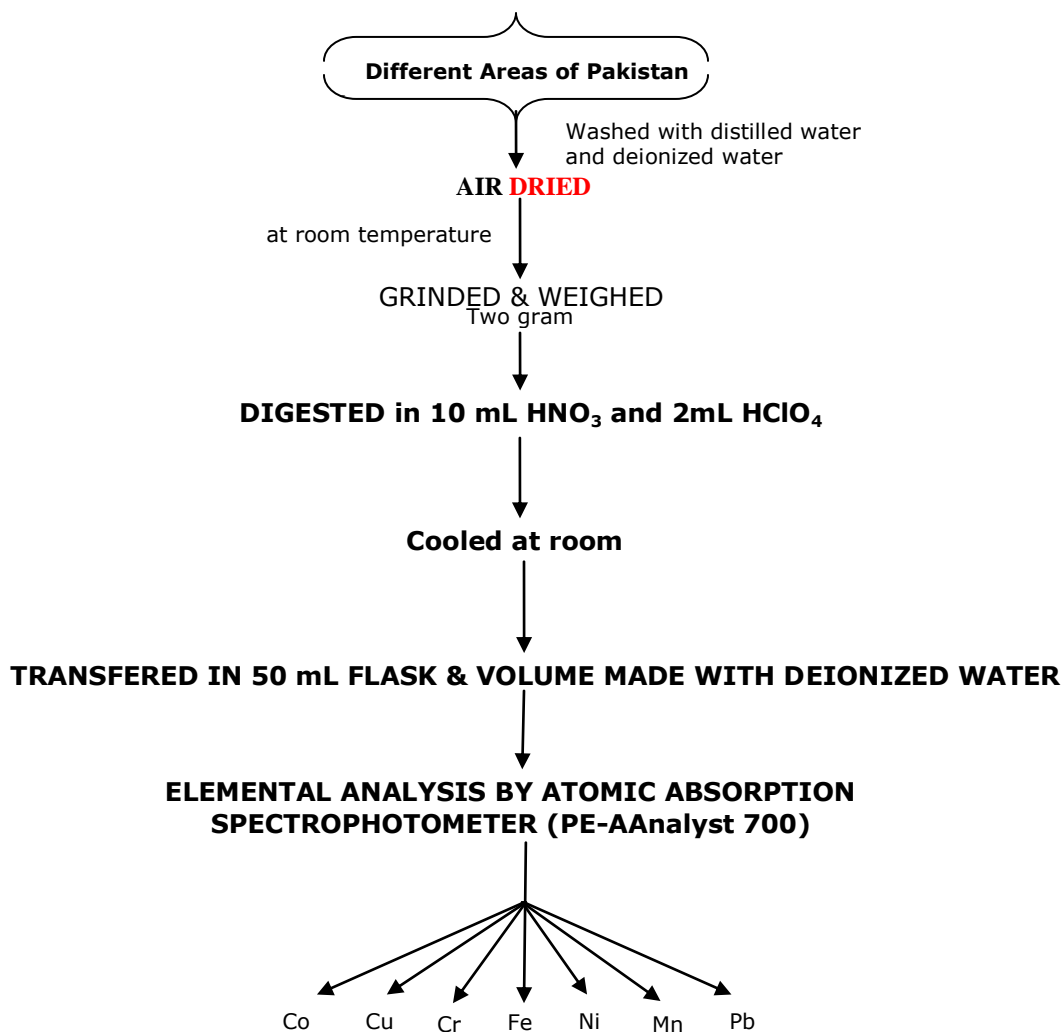 Different Areas of Pakistan
Washed with distilled water
and deionized water
AIR DRIED
at room temperature
GRINDED & WEIGHED
Two gram
DIGESTED in 10 mL HNO₃ and 2mL HClO₄
Cooled at room
TRANSFERED IN 50 mL FLASK & VOLUME MADE WITH DEIONIZED WATER
ELEMENTAL ANALYSIS BY ATOMIC ABSORPTION
SPECTROPHOTOMETER (PE-AAnalyst 700)
Co Cu Cr Fe Ni Mn Pb